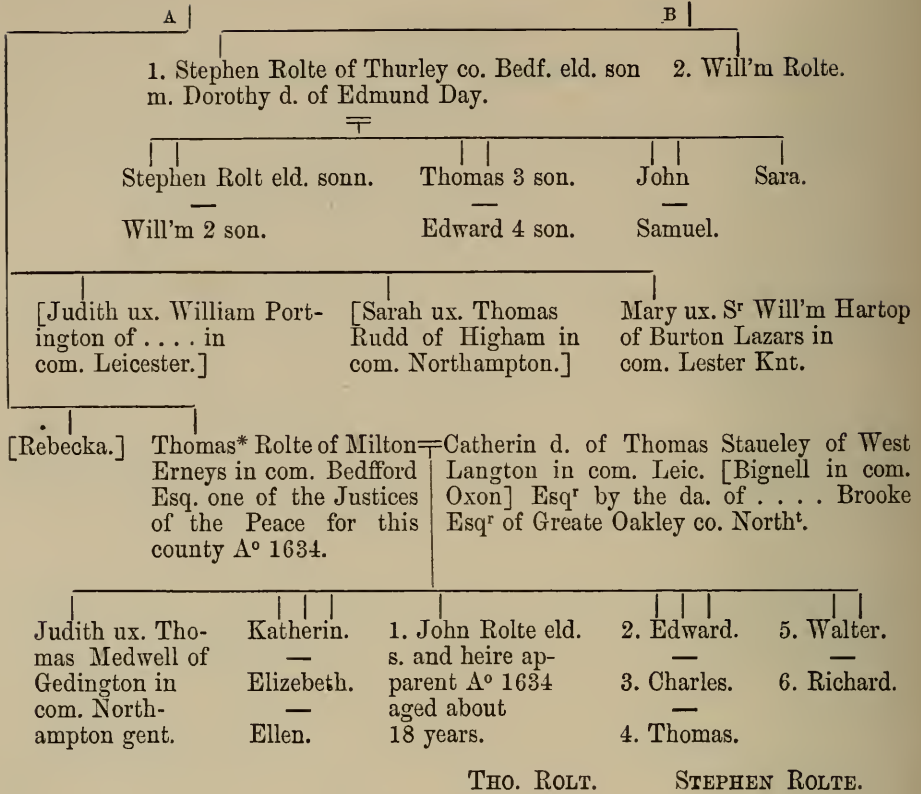 A B
1. Stephen Rolte of Thurley co. Bedf. eld. son 2. Will'm Rolte.
m. Dorothy d. of Edmund Day.
Stephen Rolt eld. sonn. Thomas 3 son. John Sara.
Will'm 2 son. Edward 4 son. Samuel.
[Judith ux. William Port- [Sarah ux. Thomas Mary ux. Sʳ Will'm Hartop
ington of .... in Rudd of Higham in of Burton Lazars in
com. Leicester.] com. Northampton.] com. Lester Knt.
[Rebecka.] Thomas* Rolte of Milton Catherin d. of Thomas Staueley of West
Erneys in com. Bedfford Langton in com. Leic. [Bignell in com.
Esq. one of the Justices Oxon] Esqʳ by the da. of .... Brooke
of the Peace for this Esqʳ of Greate Oakley co. Northᵗ.
county Aᵒ 1634.
Judith ux. Tho- Katherin. 1. John Rolte eld. 2. Edward. 5. Walter.
mas Medwell of — s. and heire ap- — —
Gedington in Elizebeth. parent Aᵒ 1634 3. Charles. 6. Richard.
com. North- — aged about —
ampton gent. Ellen. 18 years. 4. Thomas.
THO. ROLT. STEPHEN ROLTE.